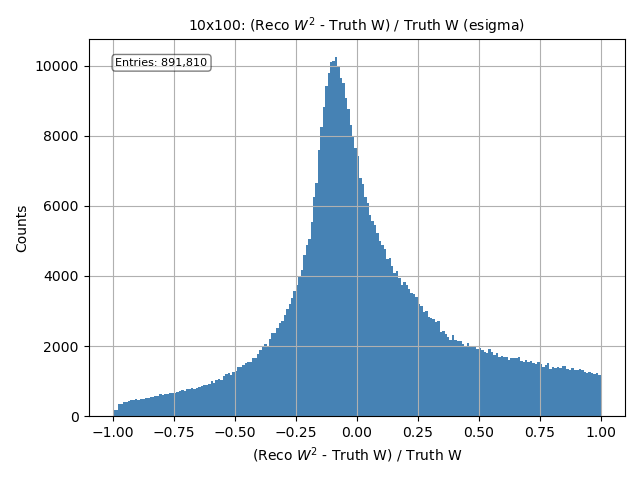 10x100: (Reco W² - Truth W) / Truth W (esigma)
Entries: 891,810
10000
8000
6000
4000
2000
0
Counts
−1.00 −0.75 −0.50 −0.25 0.00 0.25 0.50 0.75 1.00
(Reco W² - Truth W) / Truth W